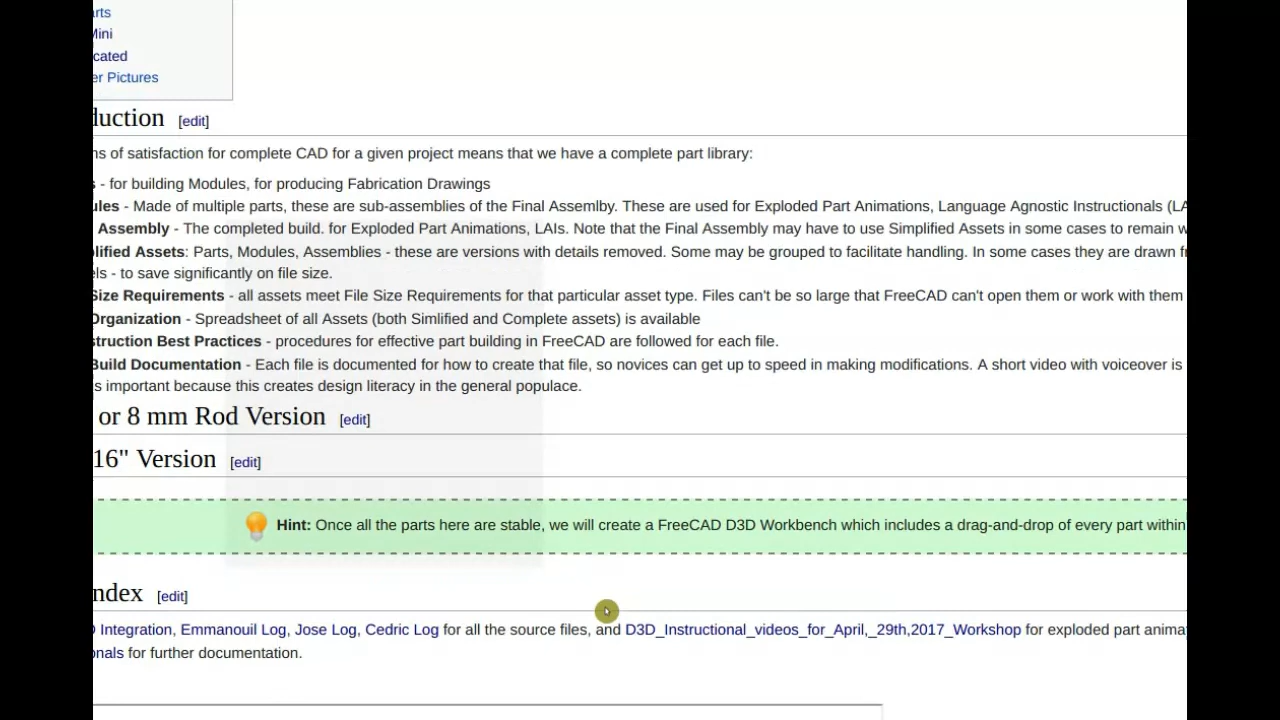 arts
Mini
cated
er Pictures
duction [edit]
ns of satisfaction for complete CAD for a given project means that we have a complete part library:
s - for building Modules, for producing Fabrication Drawings
ules - Made of multiple parts, these are sub-assemblies of the Final Assemlby. These are used for Exploded Part Animations, Language Agnostic Instructionals (LA
Assembly - The completed build. for Exploded Part Animations, LAIs. Note that the Final Assembly may have to use Simplified Assets in some cases to remain w
lified Assets: Parts, Modules, Assemblies - these are versions with details removed. Some may be grouped to facilitate handling. In some cases they are drawn fr
els - to save significantly on file size.
Size Requirements - all assets meet File Size Requirements for that particular asset type. Files can't be so large that FreeCAD can't open them or work with them
Organization - Spreadsheet of all Assets (both Simlified and Complete assets) is available
struction Best Practices - procedures for effective part building in FreeCAD are followed for each file.
Build Documentation - Each file is documented for how to create that file, so novices can get up to speed in making modifications. A short video with voiceover is
s important because this creates design literacy in the general populace.
or 8 mm Rod Version [edit]
16" Version [edit]
Hint: Once all the parts here are stable, we will create a FreeCAD D3D Workbench which includes a drag-and-drop of every part within
ndex [edit]
D Integration, Emmanouil Log, Jose Log, Cedric Log for all the source files, and D3D_Instructional_videos_for_April,_29th,2017_Workshop for exploded part anima
onals for further documentation.